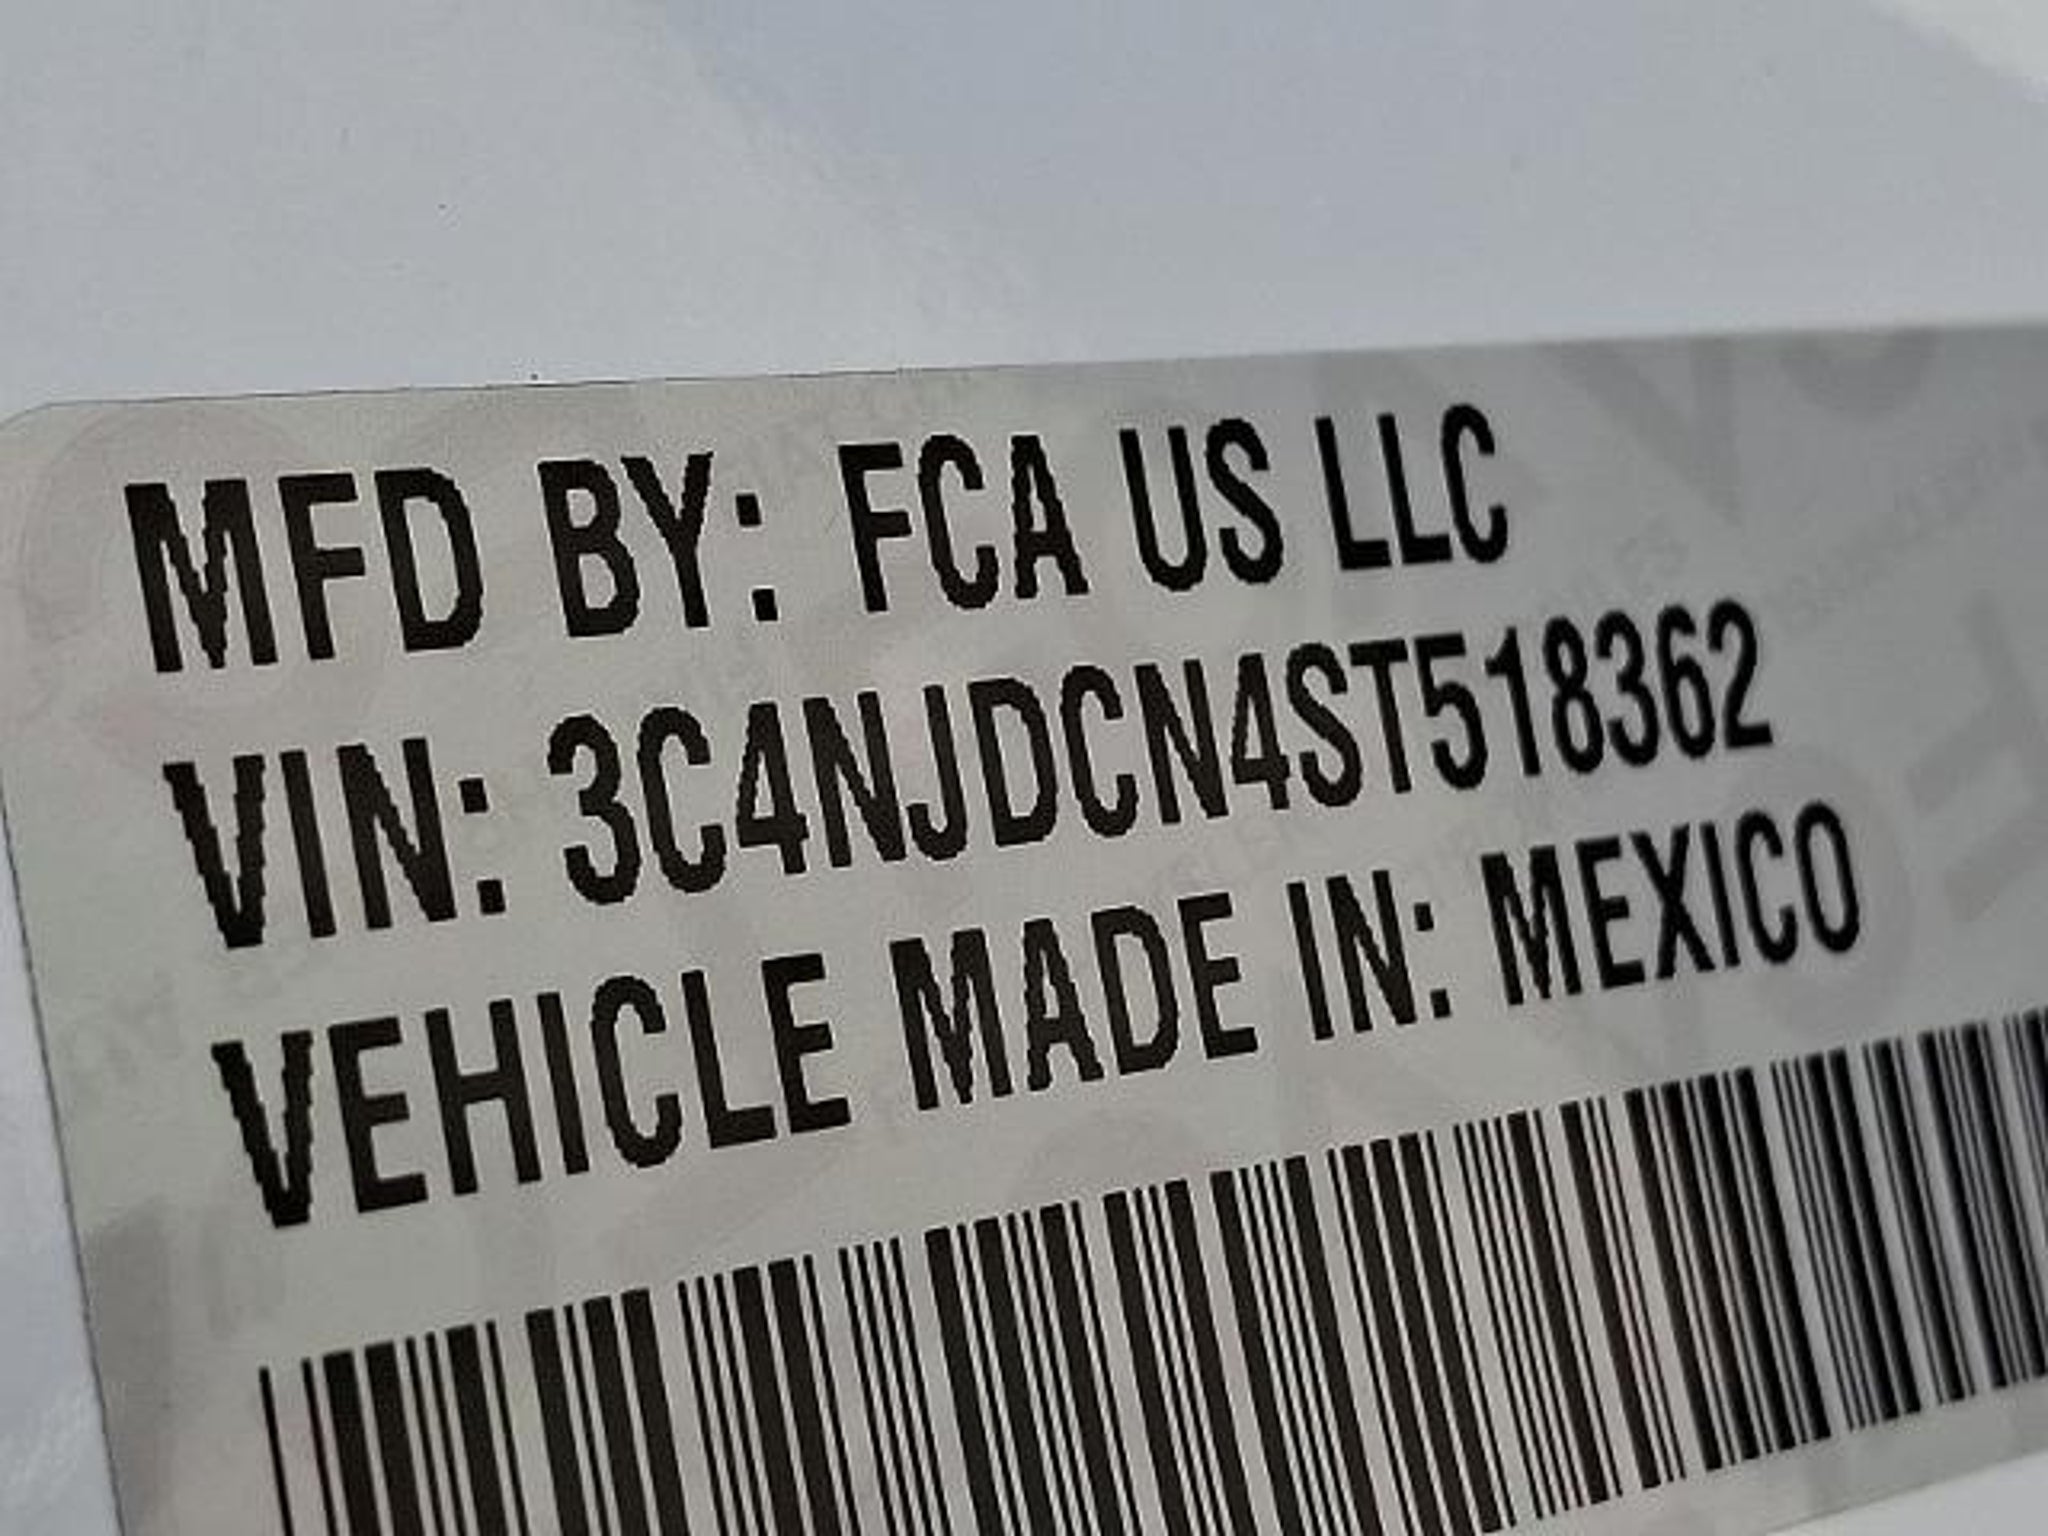 MFD BY: FCA US LLC
VIN: 3C4NJDCN4ST518362
VEHICLE MADE IN: MEXICO